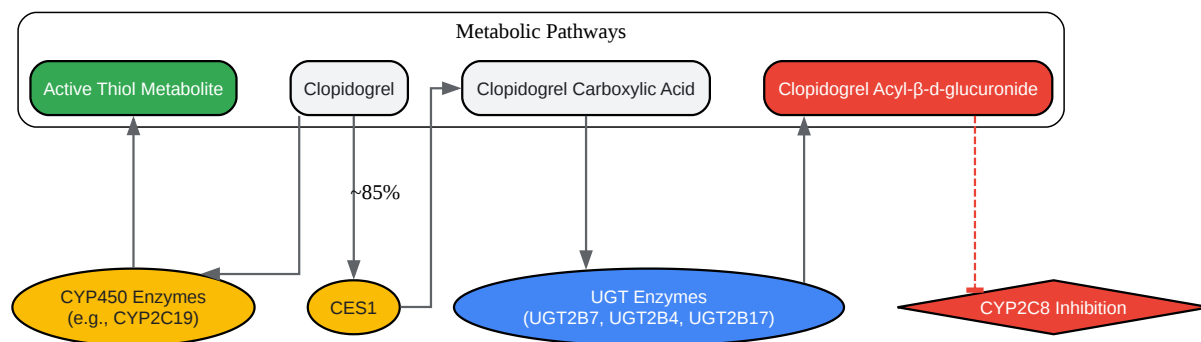 Metabolic Pathways
Active Thiol Metabolite
Clopidogrel
Clopidogrel Carboxylic Acid
Clopidogrel Acyl-β-d-glucuronide
~85%
CYP450 Enzymes
(e.g., CYP2C19)
CES1
UGT Enzymes
(UGT2B7, UGT2B4, UGT2B17)
CYP2C8 Inhibition